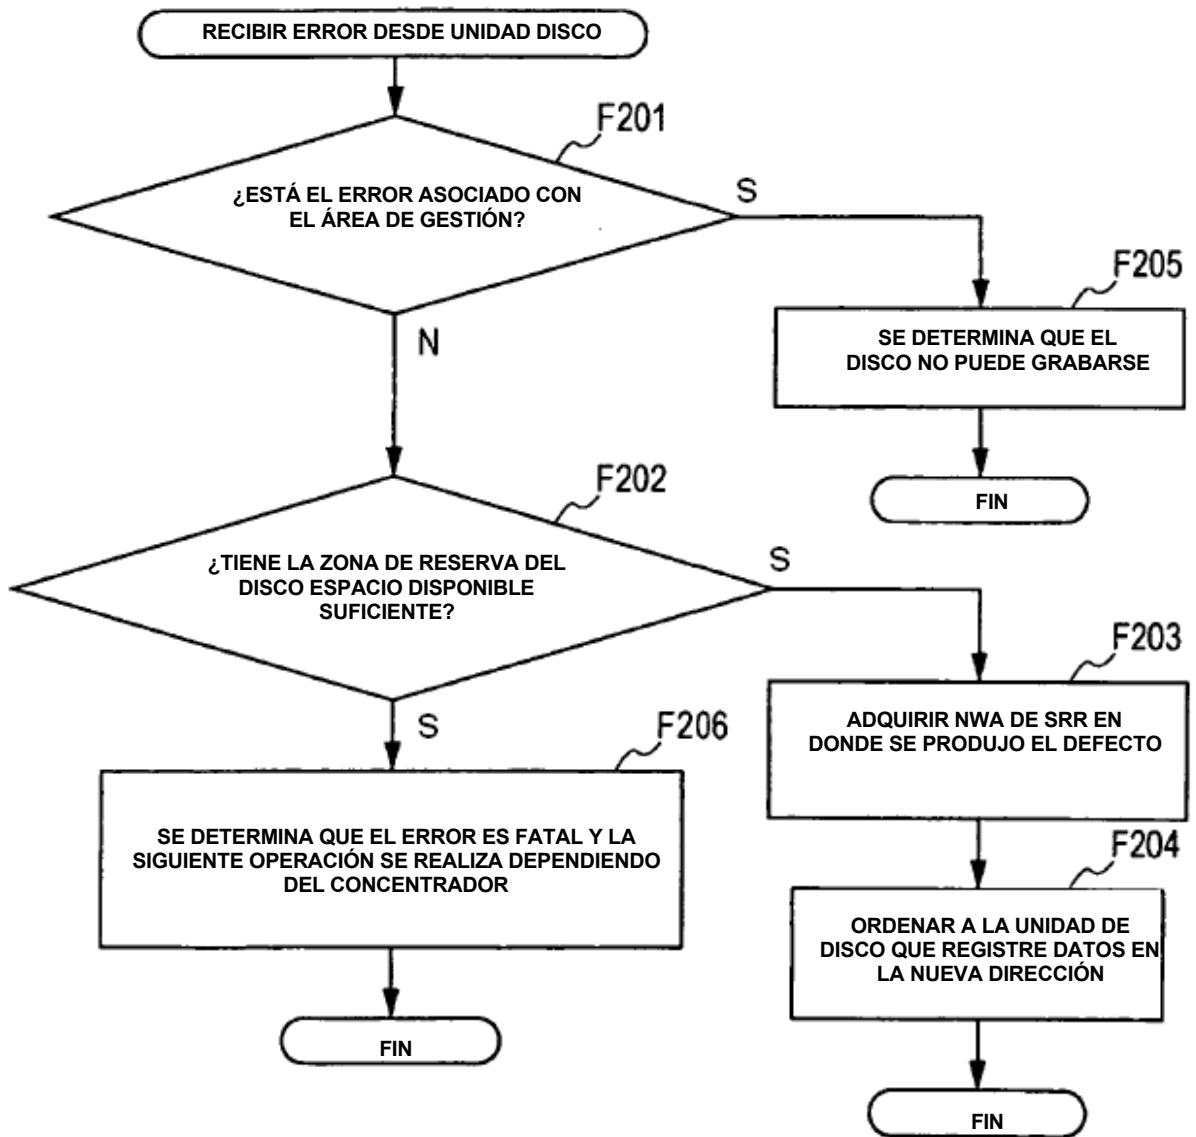 RECIBIR ERROR DESDE UNIDAD DISCO
F201
¿ESTÁ EL ERROR ASOCIADO CON
EL ÁREA DE GESTIÓN?
S
N
F205
SE DETERMINA QUE EL
DISCO NO PUEDE GRABARSE
FIN
F202
¿TIENE LA ZONA DE RESERVA DEL
DISCO ESPACIO DISPONIBLE
SUFICIENTE?
S
S
F203
ADQUIRIR NWA DE SRR EN
DONDE SE PRODUJO EL DEFECTO
F206
SE DETERMINA QUE EL ERROR ES FATAL Y LA
SIGUIENTE OPERACIÓN SE REALIZA DEPENDIENDO
DEL CONCENTRADOR
F204
ORDENAR A LA UNIDAD DE
DISCO QUE REGISTRE DATOS EN
LA NUEVA DIRECCIÓN
FIN
FIN